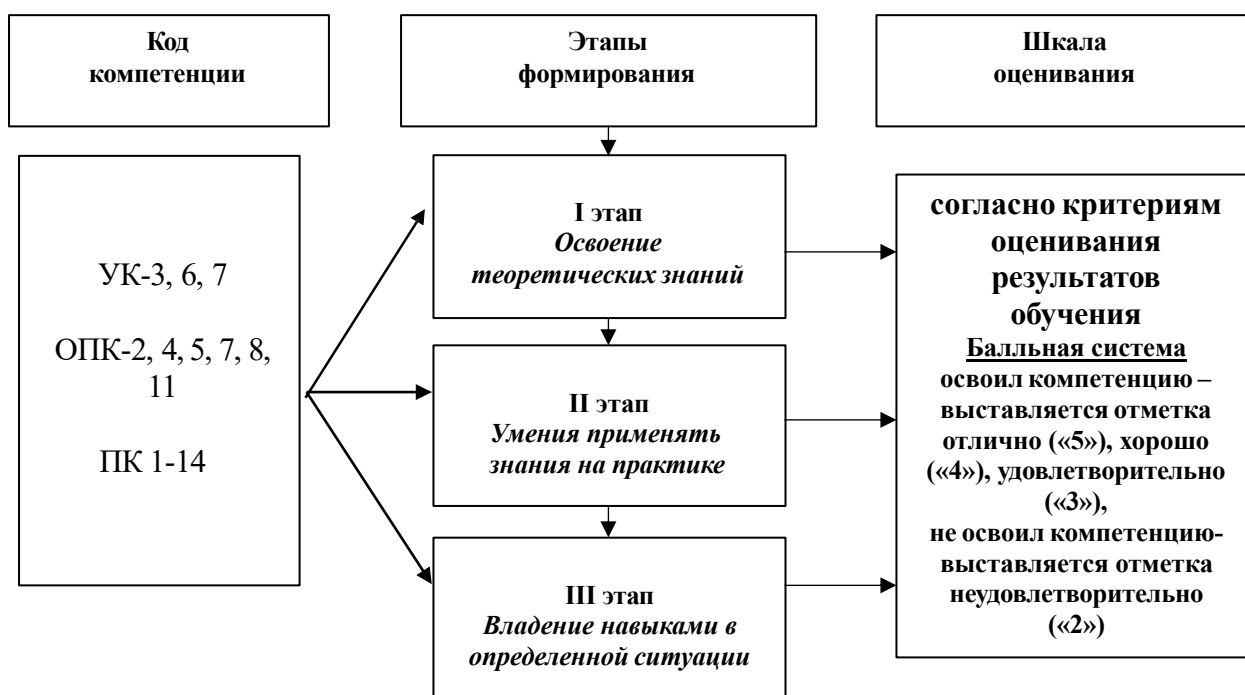 Код
компетенции
Этапы
формирования
Шкала
оценивания
УК-3, 6, 7
ОПК-2, 4, 5, 7, 8,
11
ПК 1-14
I этап
Освоение
теоретических знаний
II этап
Умения применять
знания на практике
III этап
Владение навыками в
определенной ситуации
согласно критериям
оценивания
результатов
обучения
Балльная система
освоил компетенцию –
выставляется отметка
отлично («5»), хорошо
(«4»), удовлетворительно
(«3»),
не освоил компетенцию-
выставляется отметка
неудовлетворительно
(«2»)